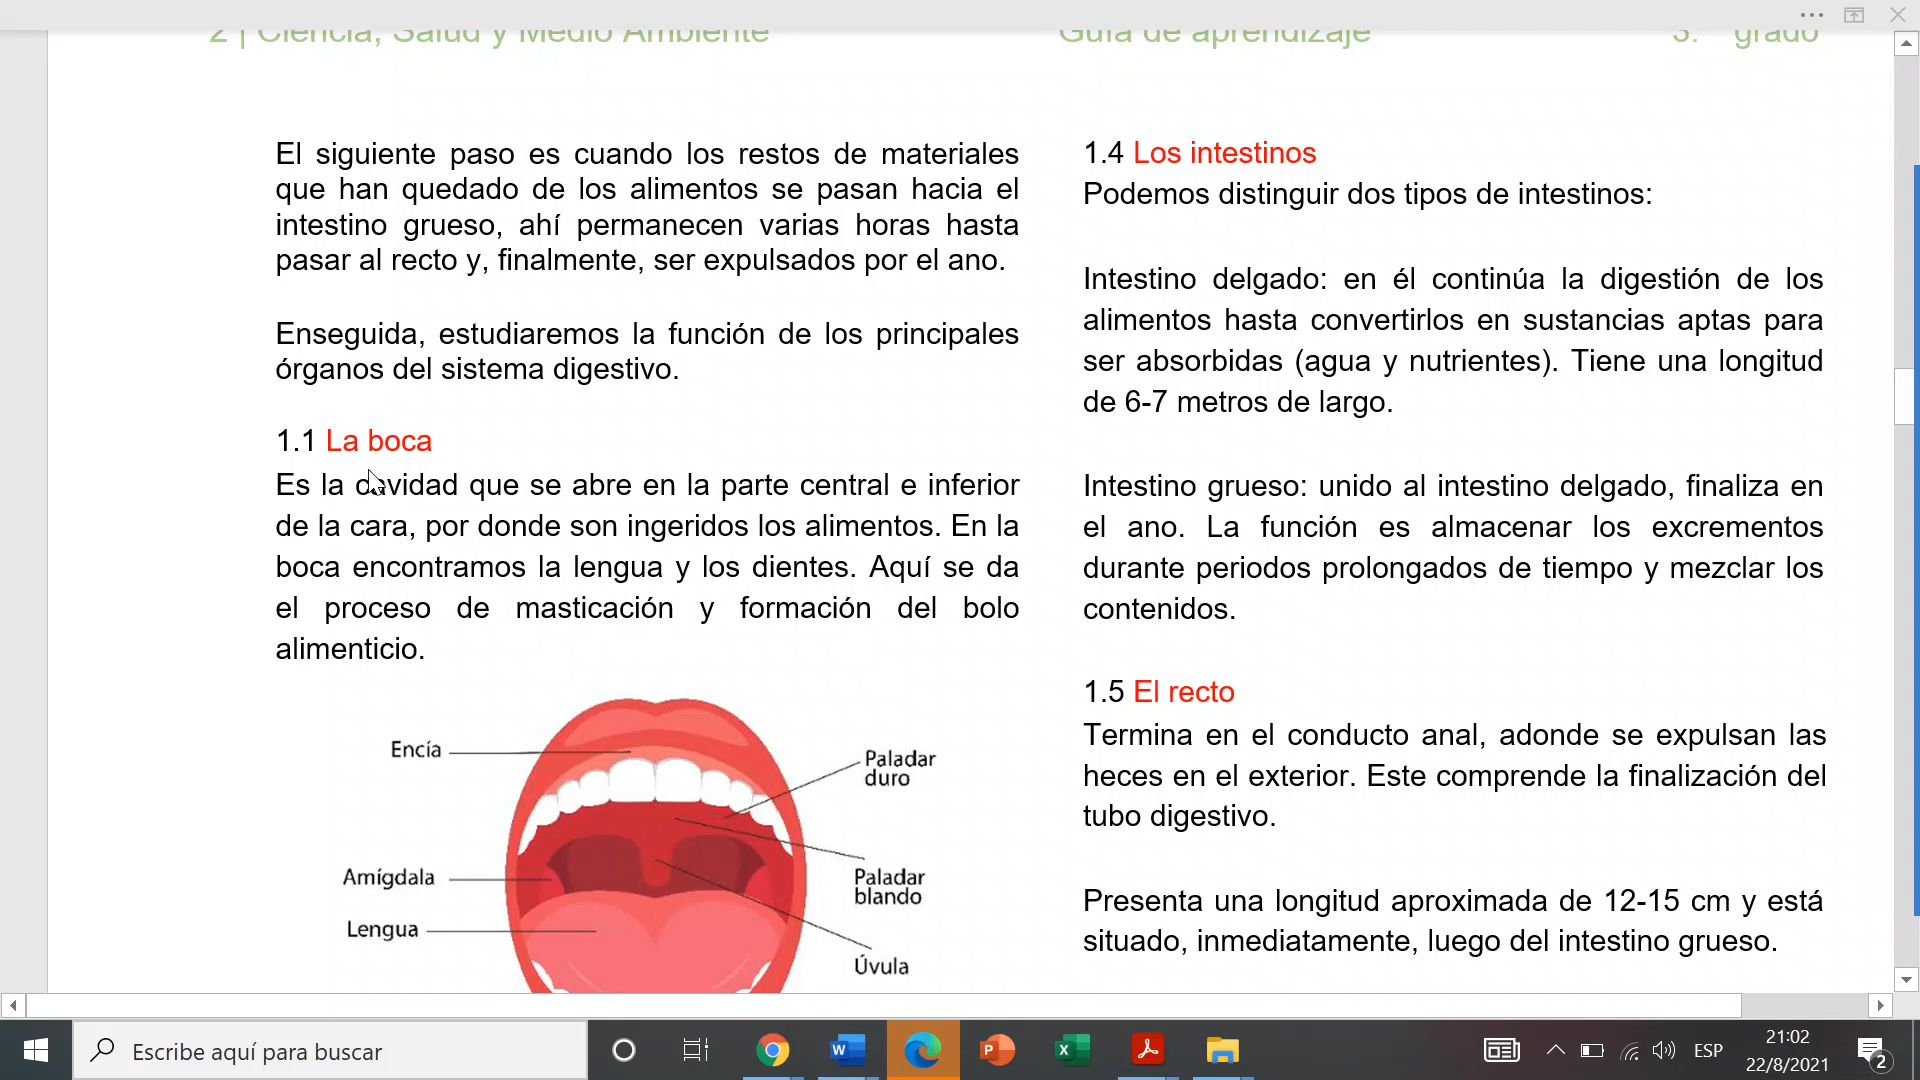 2 | Ciencia, Salud y Medio Ambiente
Guía de aprendizaje
3. grado
El siguiente paso es cuando los restos de materiales
que han quedado de los alimentos se pasan hacia el
intestino grueso, ahí permanecen varias horas hasta
pasar al recto y, finalmente, ser expulsados por el ano.
Enseguida, estudiaremos la función de los principales
órganos del sistema digestivo.
1.1 La boca
Es la cavidad que se abre en la parte central e inferior
de la cara, por donde son ingeridos los alimentos. En la
boca encontramos la lengua y los dientes. Aquí se da
el proceso de masticación y formación del bolo
alimenticio.
Encía
Paladar
duro
Amígdala
Paladar
blando
Lengua
Úvula
1.4 Los intestinos
Podemos distinguir dos tipos de intestinos:
Intestino delgado: en él continúa la digestión de los
alimentos hasta convertirlos en sustancias aptas para
ser absorbidas (agua y nutrientes). Tiene una longitud
de 6-7 metros de largo.
Intestino grueso: unido al intestino delgado, finaliza en
el ano. La función es almacenar los excrementos
durante periodos prolongados de tiempo y mezclar los
contenidos.
1.5 El recto
Termina en el conducto anal, adonde se expulsan las
heces en el exterior. Este comprende la finalización del
tubo digestivo.
Presenta una longitud aproximada de 12-15 cm y está
situado, inmediatamente, luego del intestino grueso.
Escribe aquí para buscar
ESP
21:02
22/8/2021
2